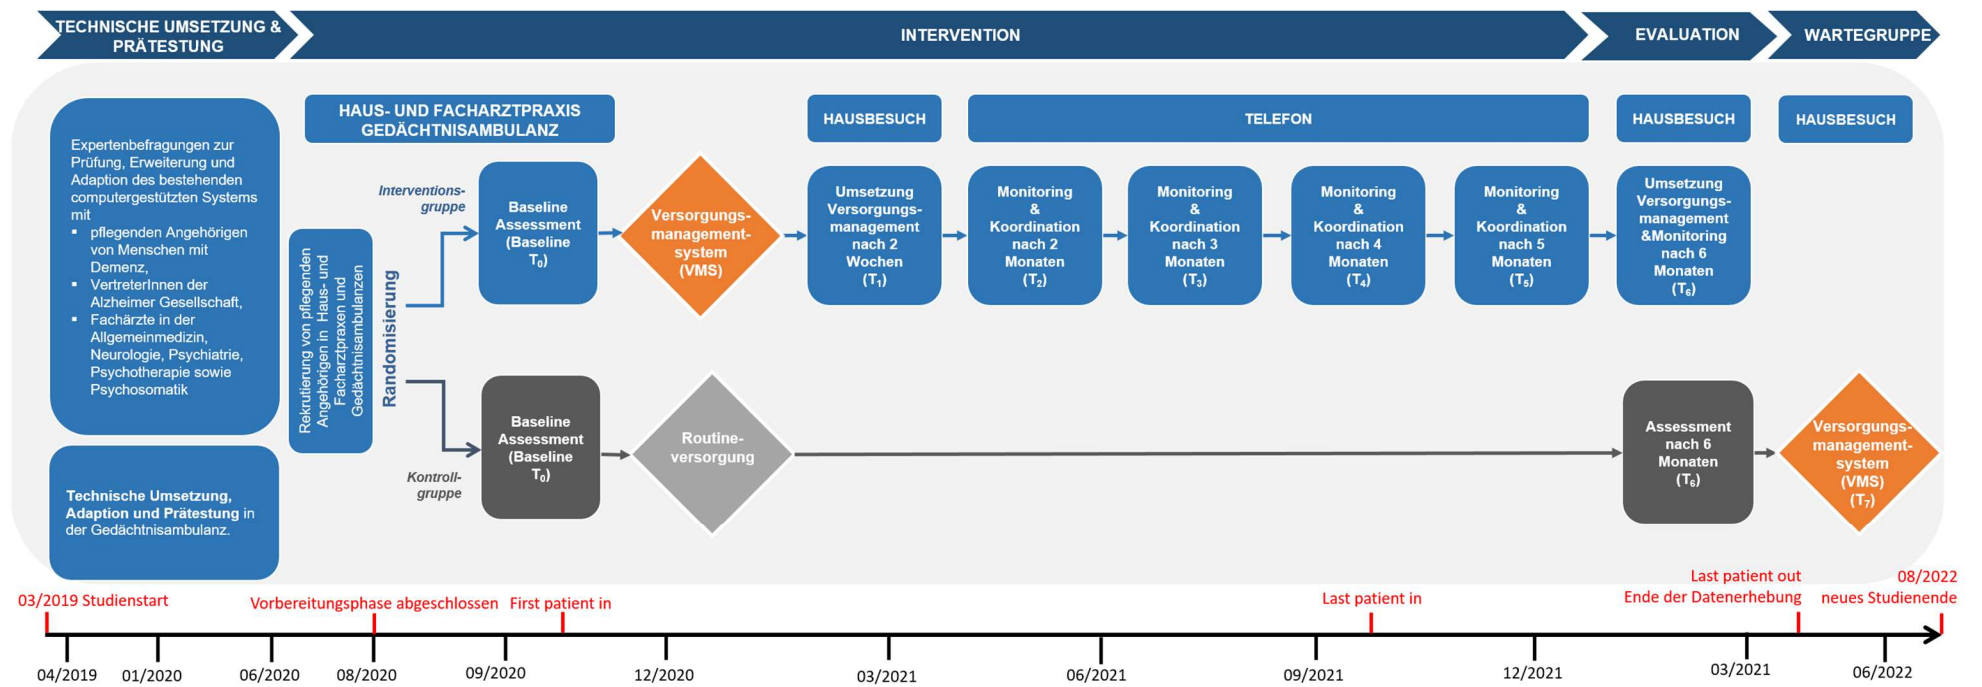 TECHNISCHE UMSETZUNG &
PRÄTESTUNG
INTERVENTION
EVALUATION
WARTEGRUPPE
Expertenbefragungen zur
Prüfung, Erweiterung und
Adaption des bestehenden
computergestützten Systems
mit
▪ pflegenden Angehörigen
von Menschen mit
Demenz,
▪ VertreterInnen der
Alzheimer Gesellschaft,
▪ Fachärzte in der
Allgemeinmedizin,
Neurologie, Psychiatrie,
Psychotherapie sowie
Psychosomatik
Technische Umsetzung,
Adaption und Prätestung in
der Gedächtnisambulanz.
HAUS- UND FACHARZTPRAXIS
GEDÄCHTNISAMBULANZ
Rekrutierung von pflegenden
Angehörigen in Haus- und
Facharztpraxen und
Gedächtnisambulanzen
Randomisierung
Interventions-
gruppe
Baseline
Assessment
(Baseline
T₀)
Versorgungs-
management-
system
(VMS)
HAUSBESUCH
Umsetzung
Versorgungs-
management
nach 2
Wochen
(T₁)
TELEFON
Monitoring
&
Koordination
nach 2
Monaten
(T₂)
Monitoring
&
Koordination
nach 3
Monaten
(T₃)
Monitoring
&
Koordination
nach 4
Monaten
(T₄)
Monitoring
&
Koordination
nach 5
Monaten
(T₅)
HAUSBESUCH
Umsetzung
Versorgungs-
management
&Monitoring
nach 6
Monaten
(T₆)
HAUSBESUCH
Kontroll-
gruppe
Baseline
Assessment
(Baseline
T₀)
Routine-
versorgung
Assessment
nach 6
Monaten
(T₆)
Versorgungs-
management-
system
(VMS)
(T₇)
03/2019 Studienstart
Vorbereitungsphase abgeschlossen
First patient in
Last patient in
Last patient out
Ende der Datenerhebung
08/2022
neues Studienende
04/2019
01/2020
06/2020
08/2020
09/2020
12/2020
03/2021
06/2021
09/2021
12/2021
03/2021
06/2022